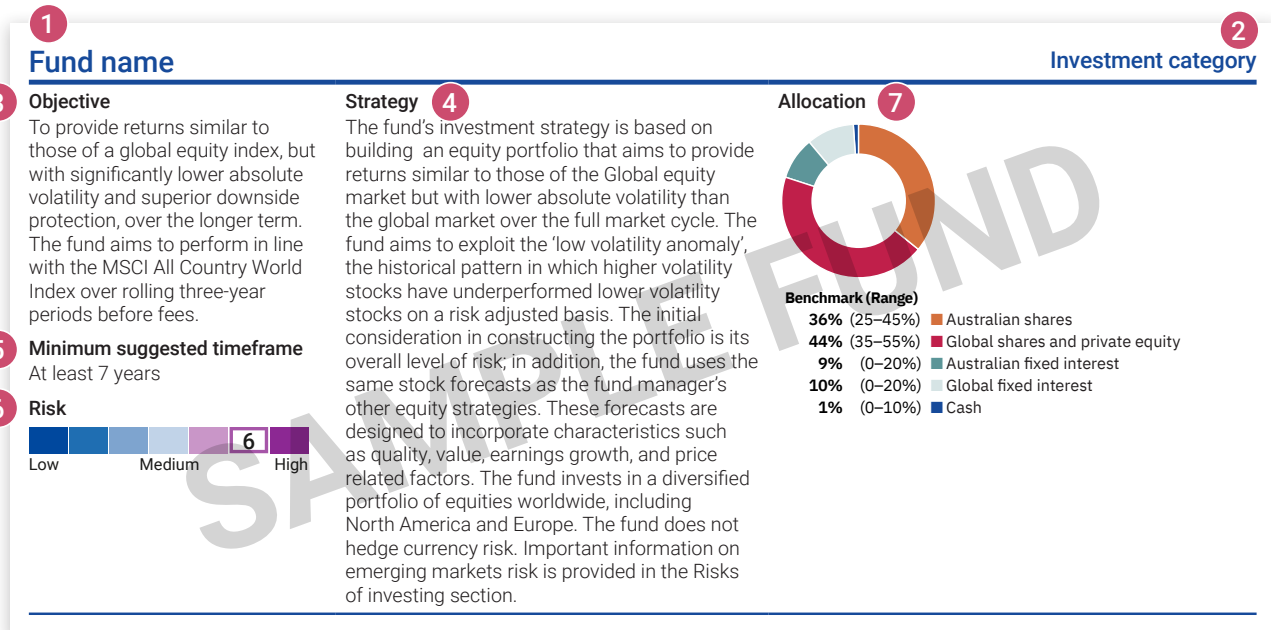 1
2
Fund name
Investment category
Objective
To provide returns similar to
those of a global equity index, but
with significantly lower absolute
volatility and superior downside
protection, over the longer term.
The fund aims to perform in line
with the MSCI All Country World
Index over rolling three-year
periods before fees.
5
Minimum suggested timeframe
At least 7 years
6
Risk
6
Low Medium High
Strategy 4
The fund's investment strategy is based on
building an equity portfolio that aims to provide
returns similar to those of the Global equity
market but with lower absolute volatility than
the global market over the full market cycle. The
fund aims to exploit the 'low volatility anomaly',
the historical pattern in which higher volatility
stocks have underperformed lower volatility
stocks on a risk adjusted basis. The initial
consideration in constructing the portfolio is its
overall level of risk; in addition, the fund uses the
same stock forecasts as the fund manager's
other equity strategies. These forecasts are
designed to incorporate characteristics such
as quality, value, earnings growth, and price
related factors. The fund invests in a diversified
portfolio of equities worldwide, including
North America and Europe. The fund does not
hedge currency risk. Important information on
emerging markets risk is provided in the Risks
of investing section.
Allocation 7
Benchmark (Range)
36% (25–45%) Australian shares
44% (35–55%) Global shares and private equity
9% (0–20%) Australian fixed interest
10% (0–20%) Global fixed interest
1% (0–10%) Cash
SAMPLE FUND